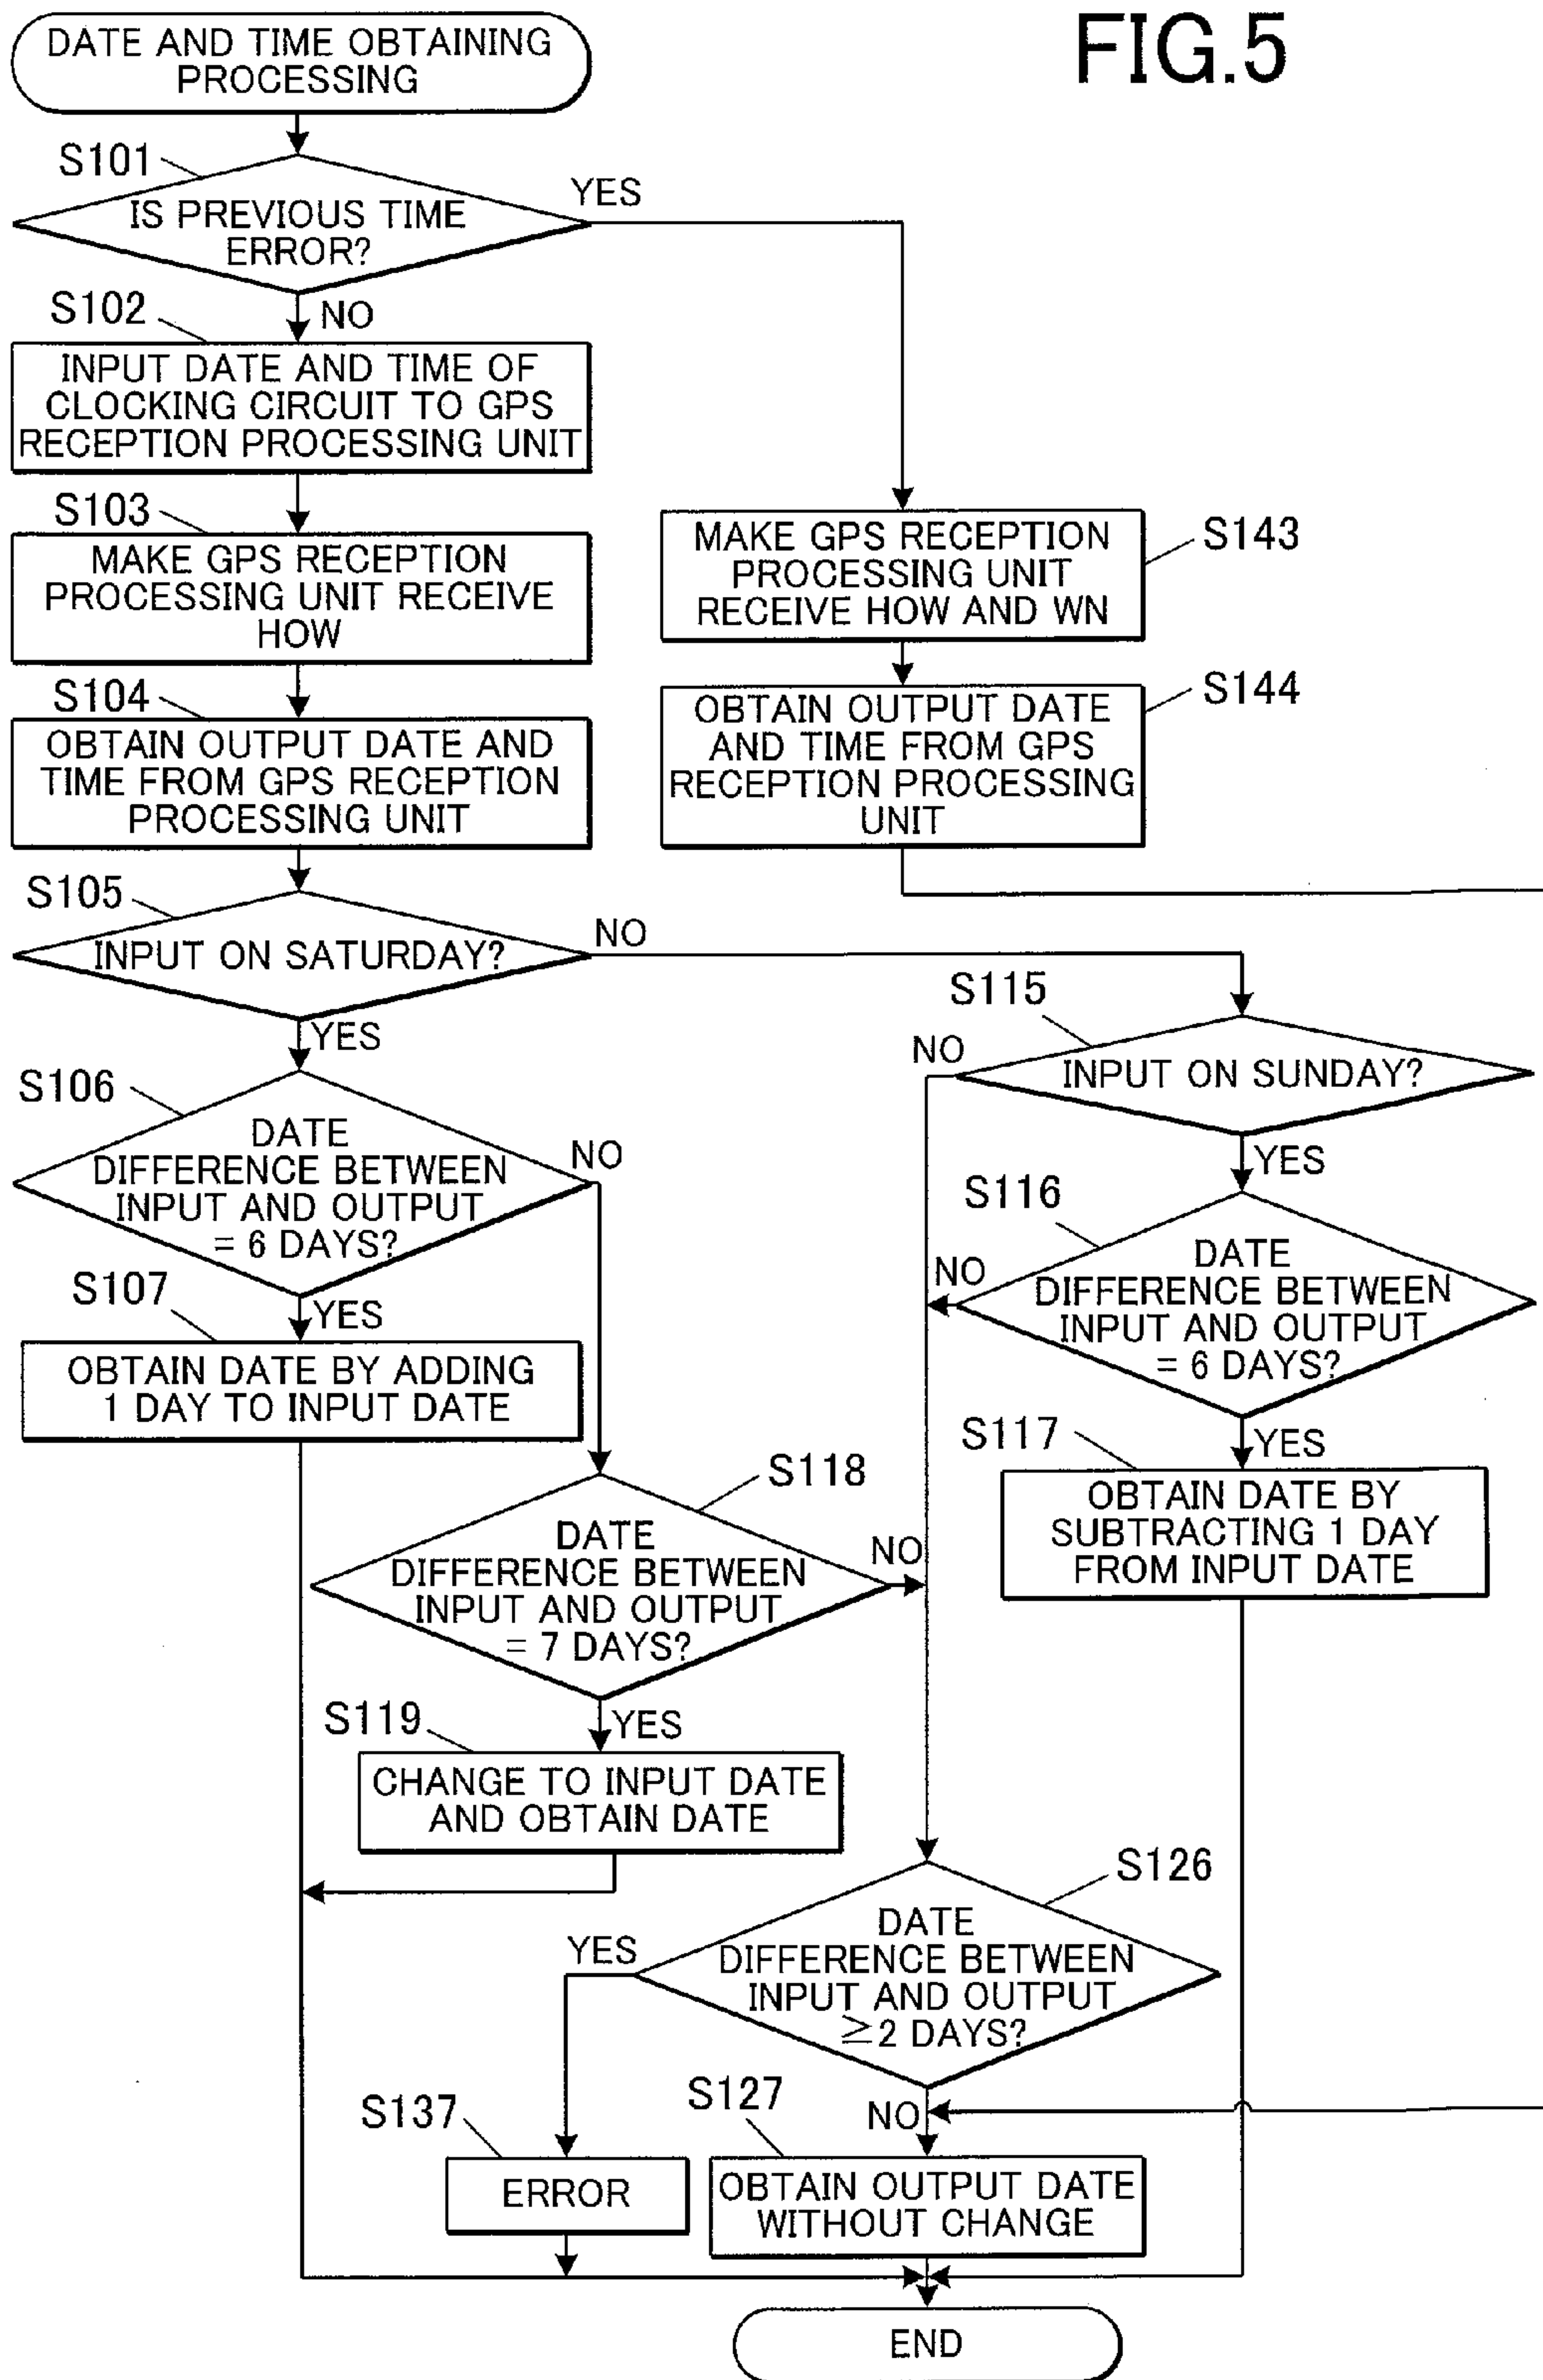 FIG.5
DATE AND TIME OBTAINING
PROCESSING
S101
IS PREVIOUS TIME
ERROR?
YES
NO
S102
INPUT DATE AND TIME OF
CLOCKING CIRCUIT TO GPS
RECEPTION PROCESSING UNIT
S103
MAKE GPS RECEPTION
PROCESSING UNIT RECEIVE
HOW
S143
MAKE GPS RECEPTION
PROCESSING UNIT
RECEIVE HOW AND WN
S104
OBTAIN OUTPUT DATE AND
TIME FROM GPS RECEPTION
PROCESSING UNIT
S144
OBTAIN OUTPUT DATE
AND TIME FROM GPS
RECEPTION PROCESSING
UNIT
S105
INPUT ON SATURDAY?
NO
YES
S115
INPUT ON SUNDAY?
NO
YES
S106
DATE
DIFFERENCE BETWEEN
INPUT AND OUTPUT
= 6 DAYS?
NO
YES
S116
DATE
DIFFERENCE BETWEEN
INPUT AND OUTPUT
= 6 DAYS?
NO
YES
S107
OBTAIN DATE BY ADDING
1 DAY TO INPUT DATE
S117
OBTAIN DATE BY
SUBTRACTING 1 DAY
FROM INPUT DATE
S118
DATE
DIFFERENCE BETWEEN
INPUT AND OUTPUT
= 7 DAYS?
NO
YES
S119
CHANGE TO INPUT DATE
AND OBTAIN DATE
S126
DATE
DIFFERENCE BETWEEN
INPUT AND OUTPUT
≧2 DAYS?
YES
NO
S137
ERROR
S127
OBTAIN OUTPUT DATE
WITHOUT CHANGE
END